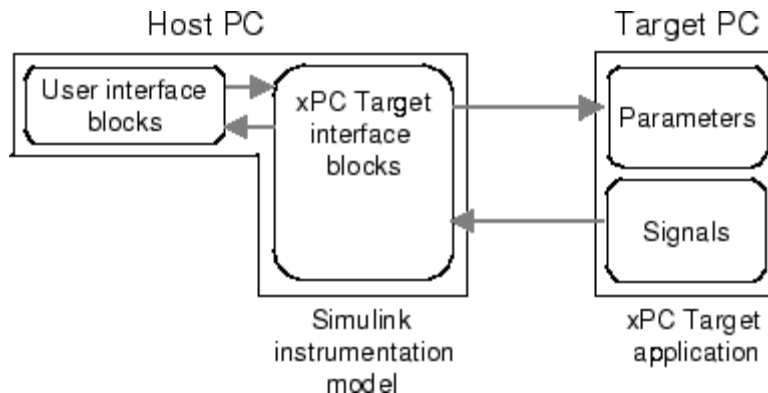 Host PC
Target PC
User interface
blocks
xPC Target
interface
blocks
Parameters
Signals
Simulink
instrumentation
model
xPC Target
application